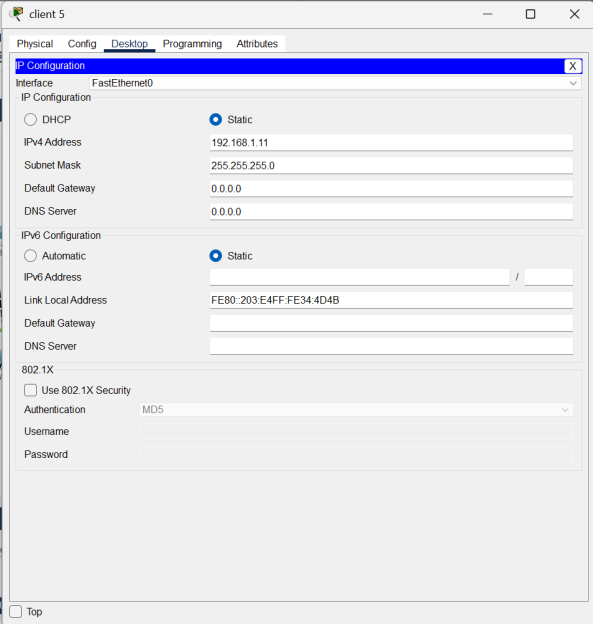 client 5
Physical Config Desktop Programming Attributes
IP Configuration X
Interface FastEthernet0
IP Configuration
DHCP Static
IPv4 Address 192.168.1.11
Subnet Mask 255.255.255.0
Default Gateway 0.0.0.0
DNS Server 0.0.0.0
IPv6 Configuration
Automatic Static
IPv6 Address /
Link Local Address FE80::203:E4FF:FE34:4D4B
Default Gateway
DNS Server
802.1X
Use 802.1X Security
Authentication MD5
Username
Password
Top